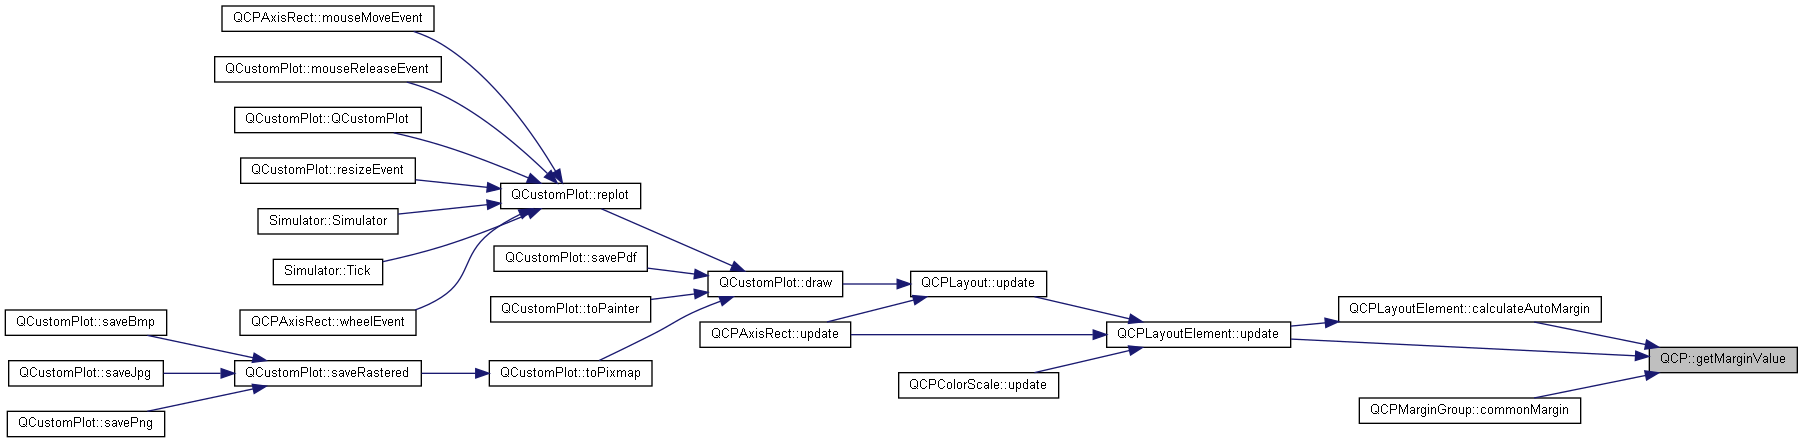 QCPAxisRect::mouseMoveEvent
QCustomPlot::mouseReleaseEvent
QCustomPlot::QCustomPlot
QCustomPlot::resizeEvent
QCustomPlot::replot
Simulator::Simulator
QCustomPlot::savePdf
Simulator::Tick
QCustomPlot::draw
QCPLayout::update
QCustomPlot::toPainter
QCPLayoutElement::calculateAutoMargin
QCustomPlot::saveBmp
QCPAxisRect::wheelEvent
QCPAxisRect::update
QCPLayoutElement::update
QCP::getMarginValue
QCustomPlot::saveJpg
QCustomPlot::saveRastered
QCustomPlot::toPixmap
QCPColorScale::update
QCPMarginGroup::commonMargin
QCustomPlot::savePng